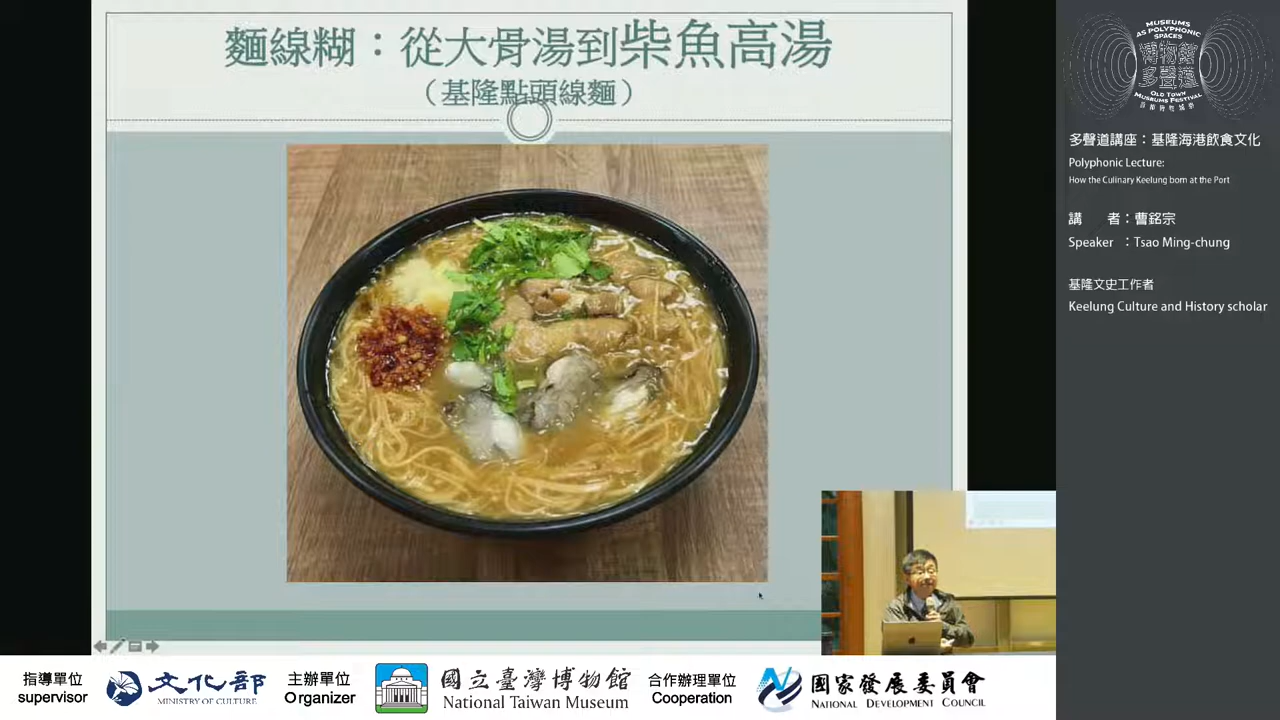 麵線糊：從大骨湯到柴魚高湯
（基隆點頭線麵）
MUSEUMS
AS POLYPHONIC
SPACES
博物館
多聲道
OLD TOWN
MUSEUMS FESTIVAL
多聲道講座：基隆海港飲食文化
Polyphonic Lecture:
How the Culinary Keelung born at the Port
講 者：曹銘宗
Speaker ：Tsao Ming-chung
基隆文史工作者
Keelung Culture and History scholar
指導單位
supervisor
文化部
MINISTRY OF CULTURE
主辦單位
Organizer
國立臺灣博物館
National Taiwan Museum
合作辦理單位
Cooperation
國家發展委員會
NATIONAL DEVELOPMENT COUNCIL